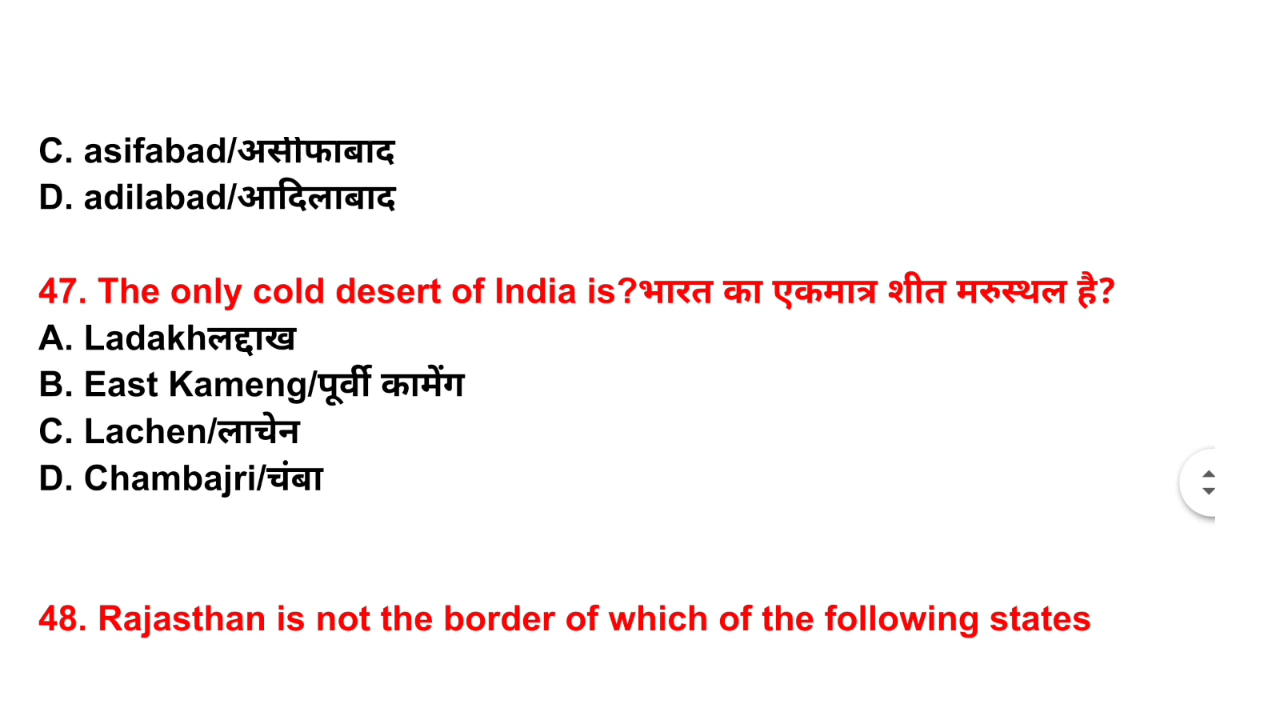 C. asifabad/असीफाबाद
D. adilabad/आदिलाबाद
47. The only cold desert of India is?भारत का एकमात्र शीत मरुस्थल है?
A. Ladakhलद्दाख
B. East Kameng/पूर्वी कामेंग
C. Lachen/लाचेन
D. Chambajri/चंबा
48. Rajasthan is not the border of which of the following states